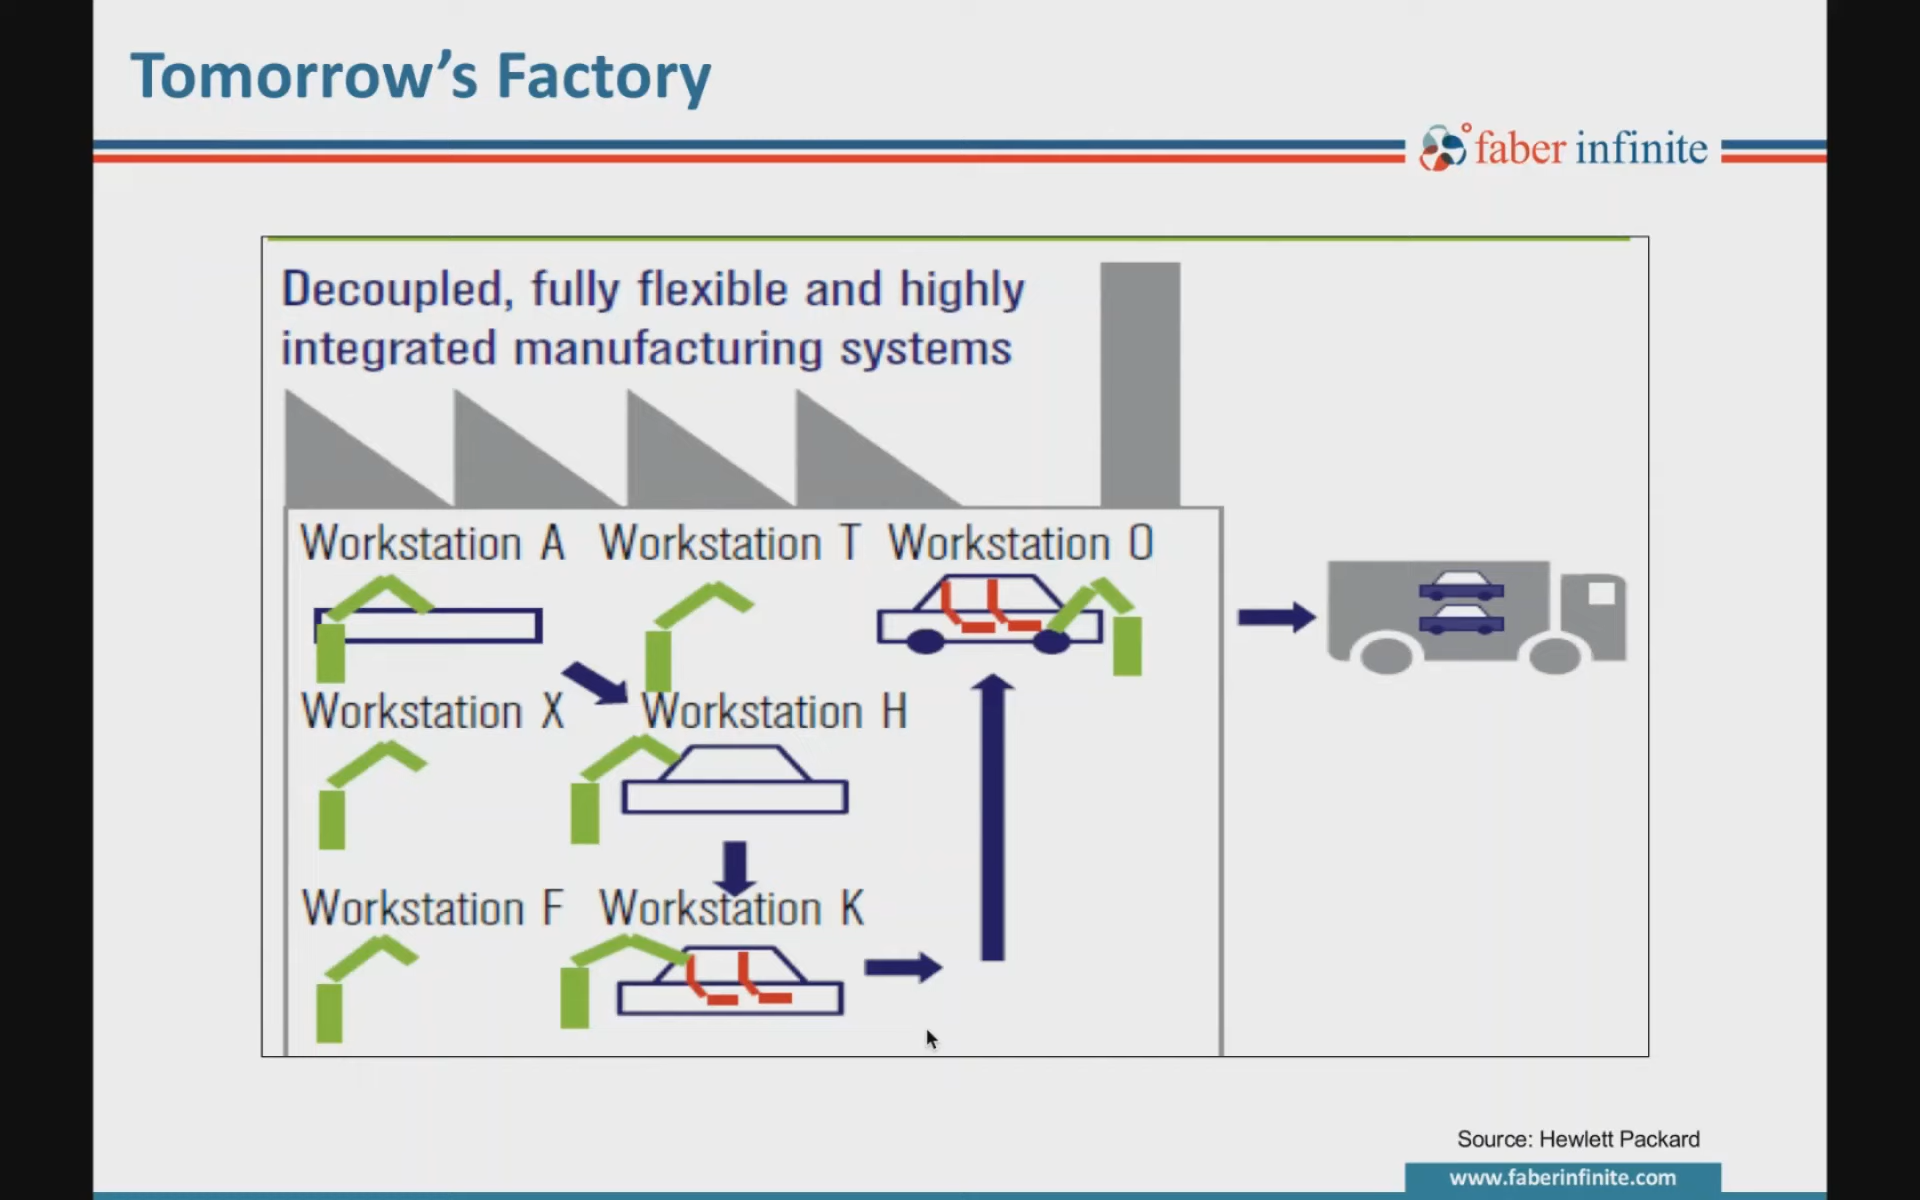 Tomorrow's Factory
faber infinite
Decoupled, fully flexible and highly
integrated manufacturing systems
Workstation A
Workstation T
Workstation O
Workstation X
Workstation H
Workstation F
Workstation K
Source: Hewlett Packard
www.faberinfinite.com